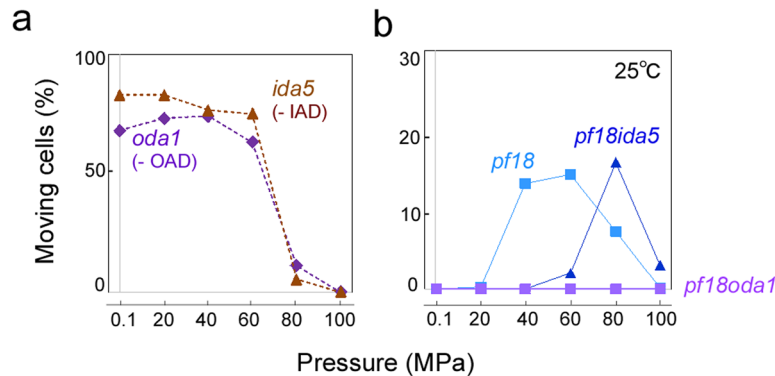 a
Moving cells (%)
100
50
0
ida5
(- IAD)
oda1
(- OAD)
0.1 20 40 60 80 100
b
30
20
10
0
25℃
pf18
pf18ida5
pf18oda1
0.1 20 40 60 80 100
Pressure (MPa)